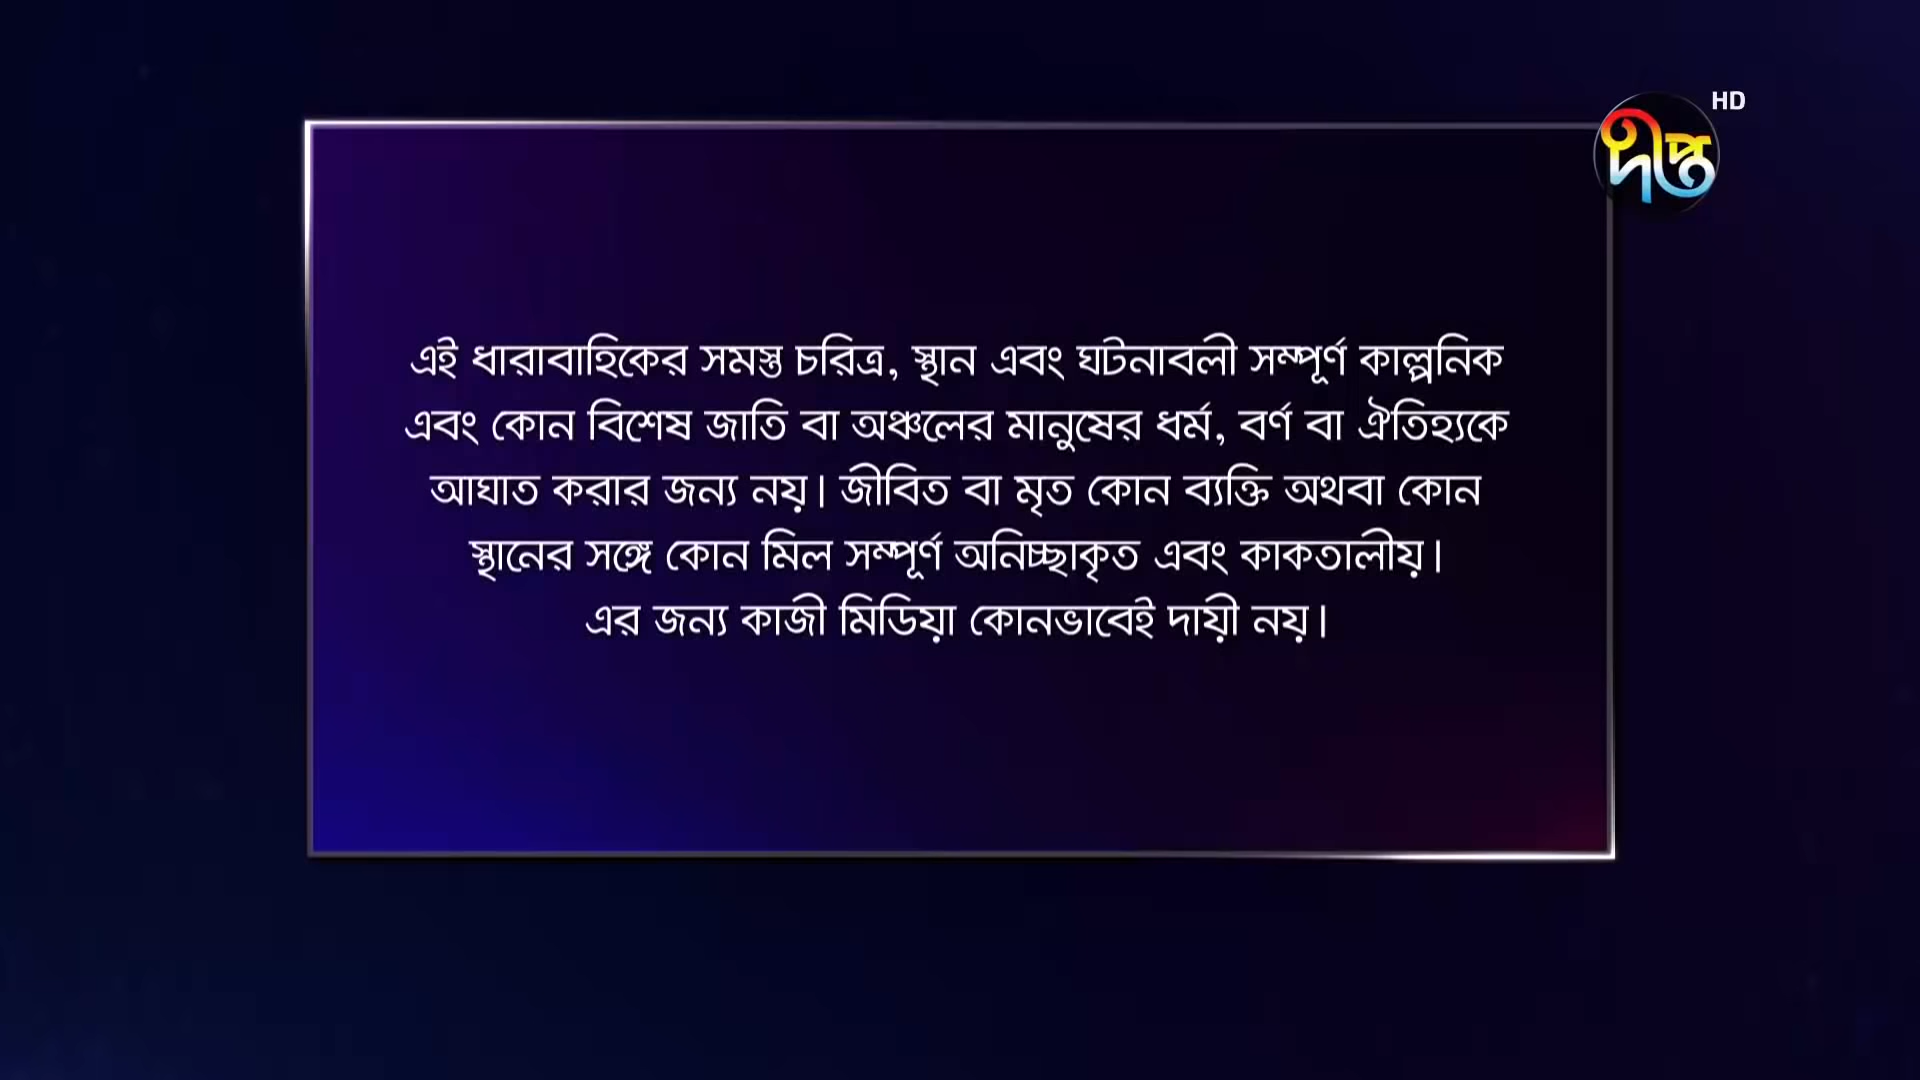 HD
দীপ্ত
এই ধারাবাহিকের সমস্ত চরিত্র, স্থান এবং ঘটনাবলী সম্পূর্ণ কাল্পনিক
এবং কোন বিশেষ জাতি বা অঞ্চলের মানুষের ধর্ম, বর্ণ বা ঐতিহ্যকে
আঘাত করার জন্য নয়। জীবিত বা মৃত কোন ব্যক্তি অথবা কোন
স্থানের সঙ্গে কোন মিল সম্পূর্ণ অনিচ্ছাকৃত এবং কাকতালীয়।
এর জন্য কাজী মিডিয়া কোনভাবেই দায়ী নয়।